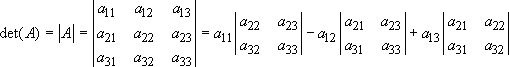 det(A) = |A| = | a₁₁ a₁₂ a₁₃ ; a₂₁ a₂₂ a₂₃ ; a₃₁ a₃₂ a₃₃ | = a₁₁ | a₂₂ a₂₃ ; a₃₂ a₃₃ | − a₁₂ | a₂₁ a₂₃ ; a₃₁ a₃₃ | + a₁₃ | a₂₁ a₂₂ ; a₃₁ a₃₂ |